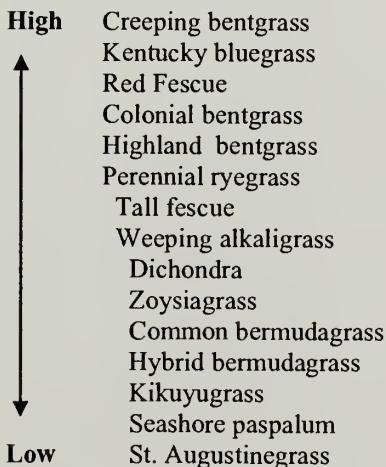 High Creeping bentgrass
Kentucky bluegrass
Red Fescue
Colonial bentgrass
Highland bentgrass
Perennial ryegrass
Tall fescue
Weeping alkaligrass
Dichondra
Zoysiagrass
Common bermudagrass
Hybrid bermudagrass
Kikuyugrass
Seashore paspalum
Low St. Augustinegrass